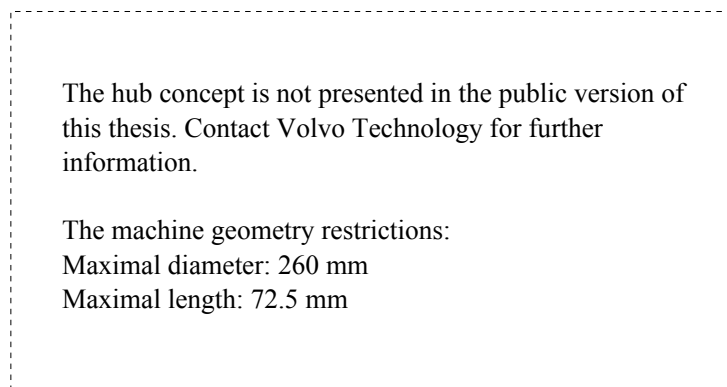 The hub concept is not presented in the public version of
this thesis. Contact Volvo Technology for further
information.
The machine geometry restrictions:
Maximal diameter: 260 mm
Maximal length: 72.5 mm